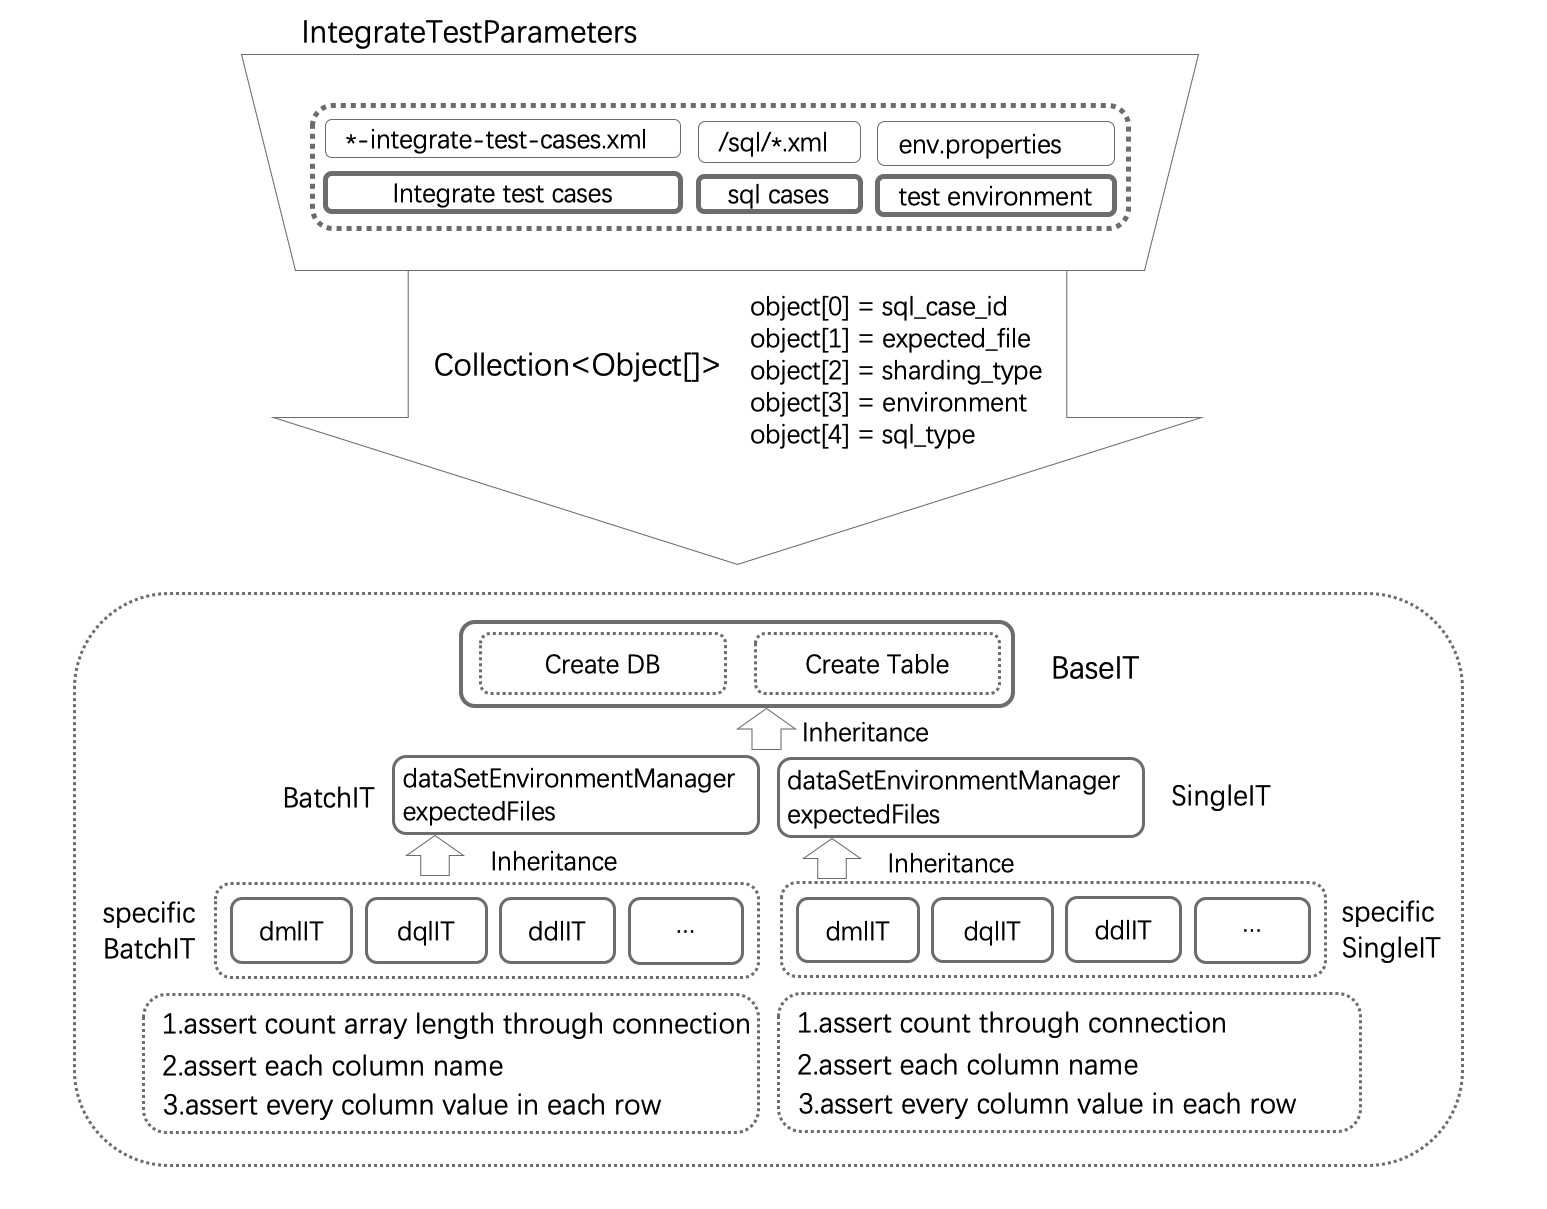 IntegrateTestParameters
*-integrate-test-cases.xml
/sql/*.xml
env.properties
Integrate test cases
sql cases
test environment
Collection<Object[]>
object[0] = sql_case_id
object[1] = expected_file
object[2] = sharding_type
object[3] = environment
object[4] = sql_type
Create DB
Create Table
BaseIT
Inheritance
BatchIT
dataSetEnvironmentManager
expectedFiles
dataSetEnvironmentManager
expectedFiles
SingleIT
Inheritance
Inheritance
specific
BatchIT
dmlIT
dqlIT
ddlIT
...
dmlIT
dqlIT
ddlIT
...
specific
SingleIT
1.assert count array length through connection
2.assert each column name
3.assert every column value in each row
1.assert count through connection
2.assert each column name
3.assert every column value in each row